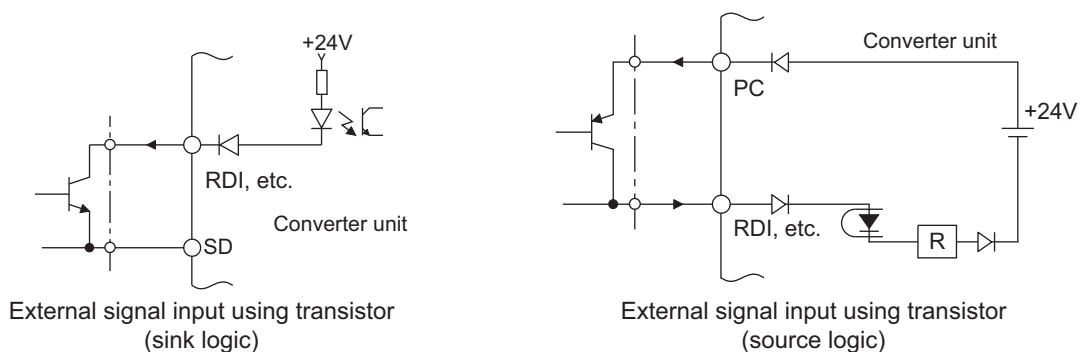 +24V
RDI, etc.
Converter unit
SD
External signal input using transistor
(sink logic)
Converter unit
PC
+24V
RDI, etc.
R
External signal input using transistor
(source logic)